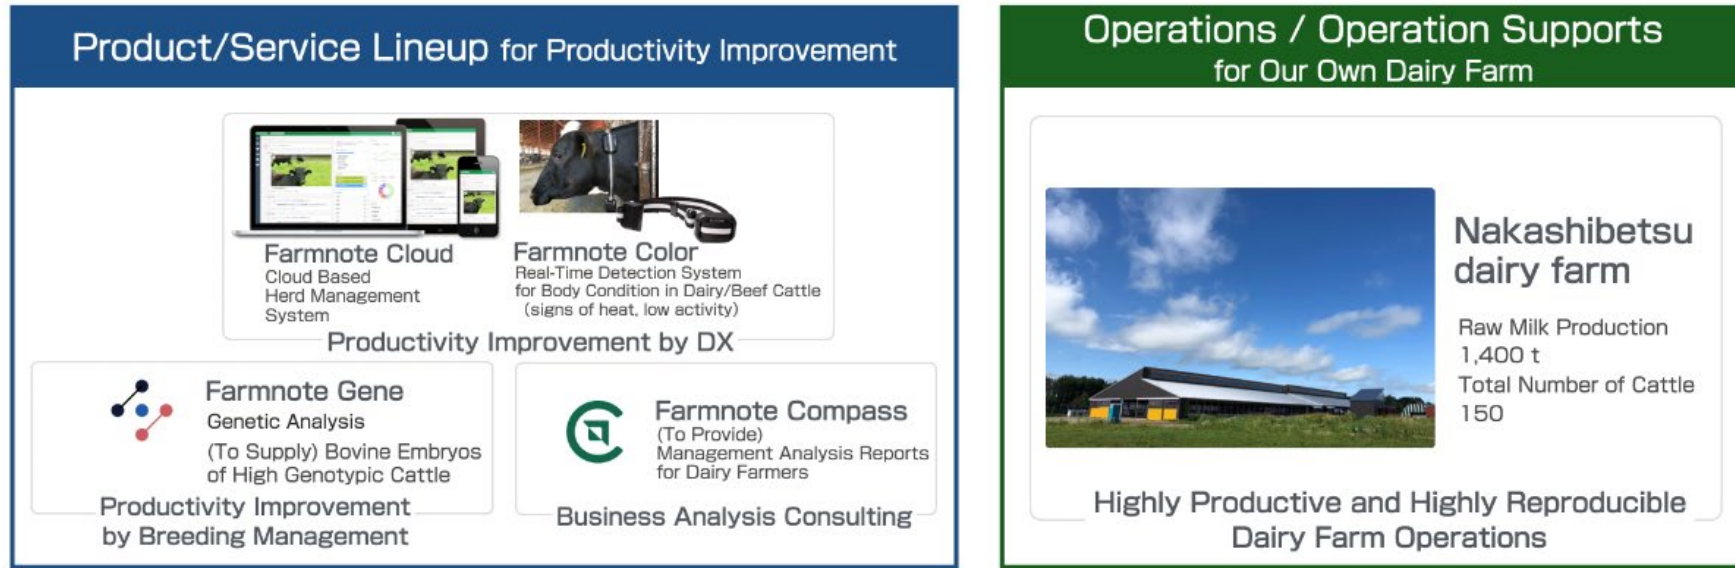 Product/Service Lineup for Productivity Improvement
Farmnote Cloud
Cloud Based
Herd Management
System
Farmnote Color
Real-Time Detection System
for Body Condition in Dairy/Beef Cattle
(signs of heat, low activity)
Productivity Improvement by DX
Farmnote Gene
Genetic Analysis
(To Supply) Bovine Embryos
of High Genotypic Cattle
Productivity Improvement
by Breeding Management
Farmnote Compass
(To Provide)
Management Analysis Reports
for Dairy Farmers
Business Analysis Consulting
Operations / Operation Supports
for Our Own Dairy Farm
Nakashibetsu
dairy farm
Raw Milk Production
1,400 t
Total Number of Cattle
150
Highly Productive and Highly Reproducible
Dairy Farm Operations